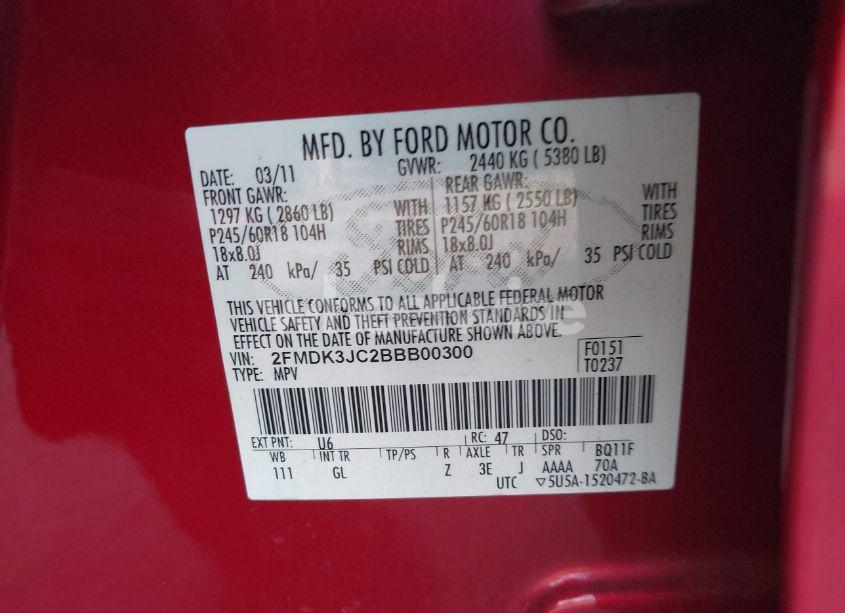 MFD. BY FORD MOTOR CO.
DATE: 03/11 GVWR: 2440 KG ( 5380 LB)
FRONT GAWR: REAR GAWR:
1297 KG ( 2860 LB) WITH 1157 KG ( 2550 LB) WITH
P245/60R18 104H TIRES P245/60R18 104H TIRES
18x8.0J RIMS 18x8.0J RIMS
AT 240 kPa/ 35 PSI COLD AT 240 kPa/ 35 PSI COLD
THIS VEHICLE CONFORMS TO ALL APPLICABLE FEDERAL MOTOR
VEHICLE SAFETY AND THEFT PREVENTION STANDARDS IN
EFFECT ON THE DATE OF MANUFACTURE SHOWN ABOVE.
VIN: 2FMDK3JC2BBB00300 F0151
TYPE: MPV T0237
EXT PNT: U6 RC: 47 DSO:
WB INT TR TP/PS R AXLE TR SPR BQ11F
111 GL Z 3E J AAAA 70A
UTC ▽5U5A-1520472-BA